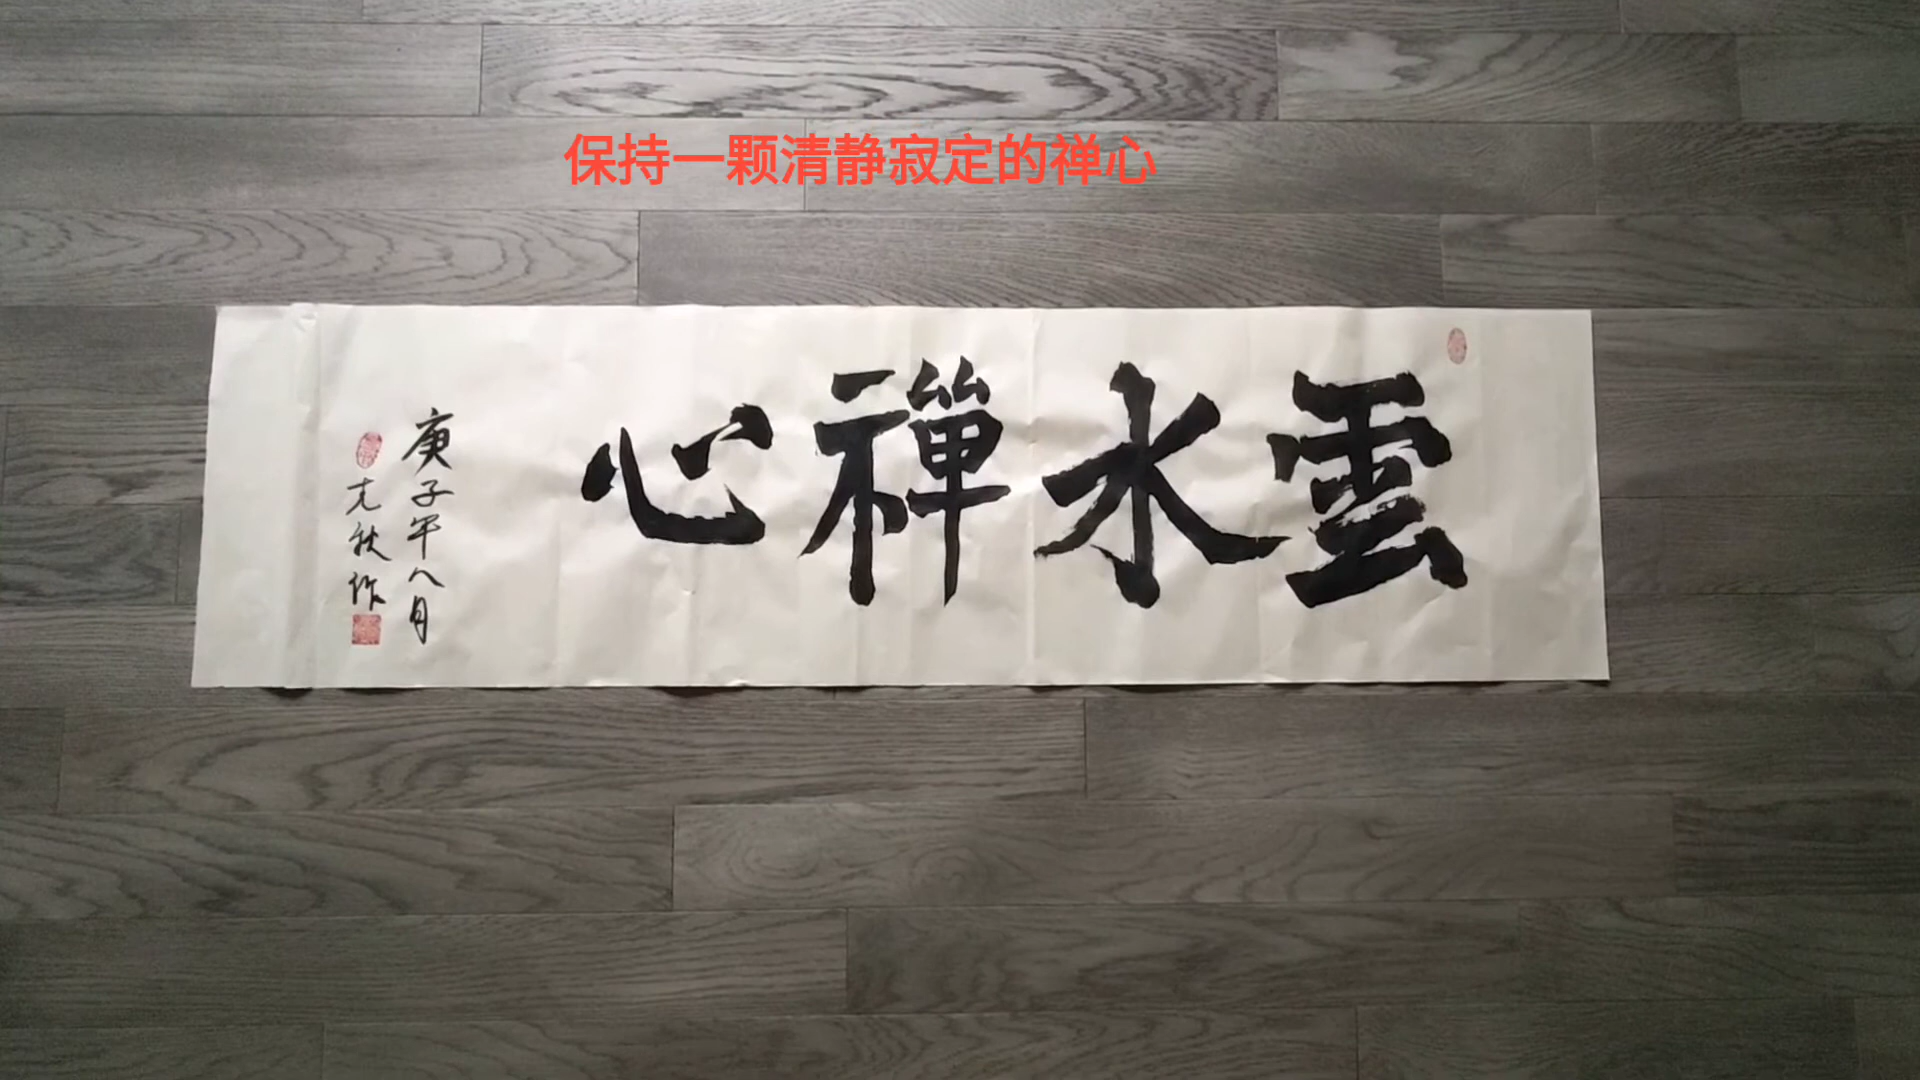 保持一颗清静寂定的禅心
雲水禪心
庚子年八月
克秋作